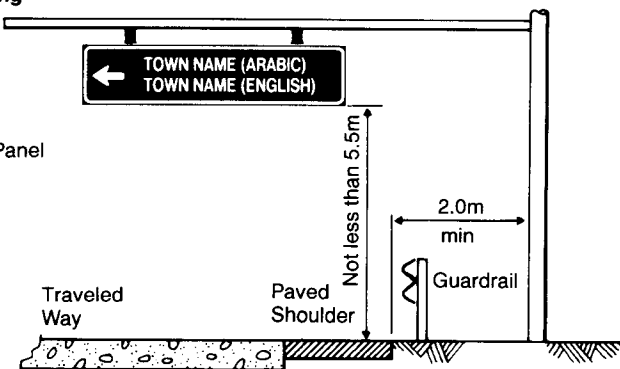 TOWN NAME (ARABIC)
TOWN NAME (ENGLISH)
Panel
Not less than 5.5m
2.0m
min
Guardrail
Traveled
Way
Paved
Shoulder